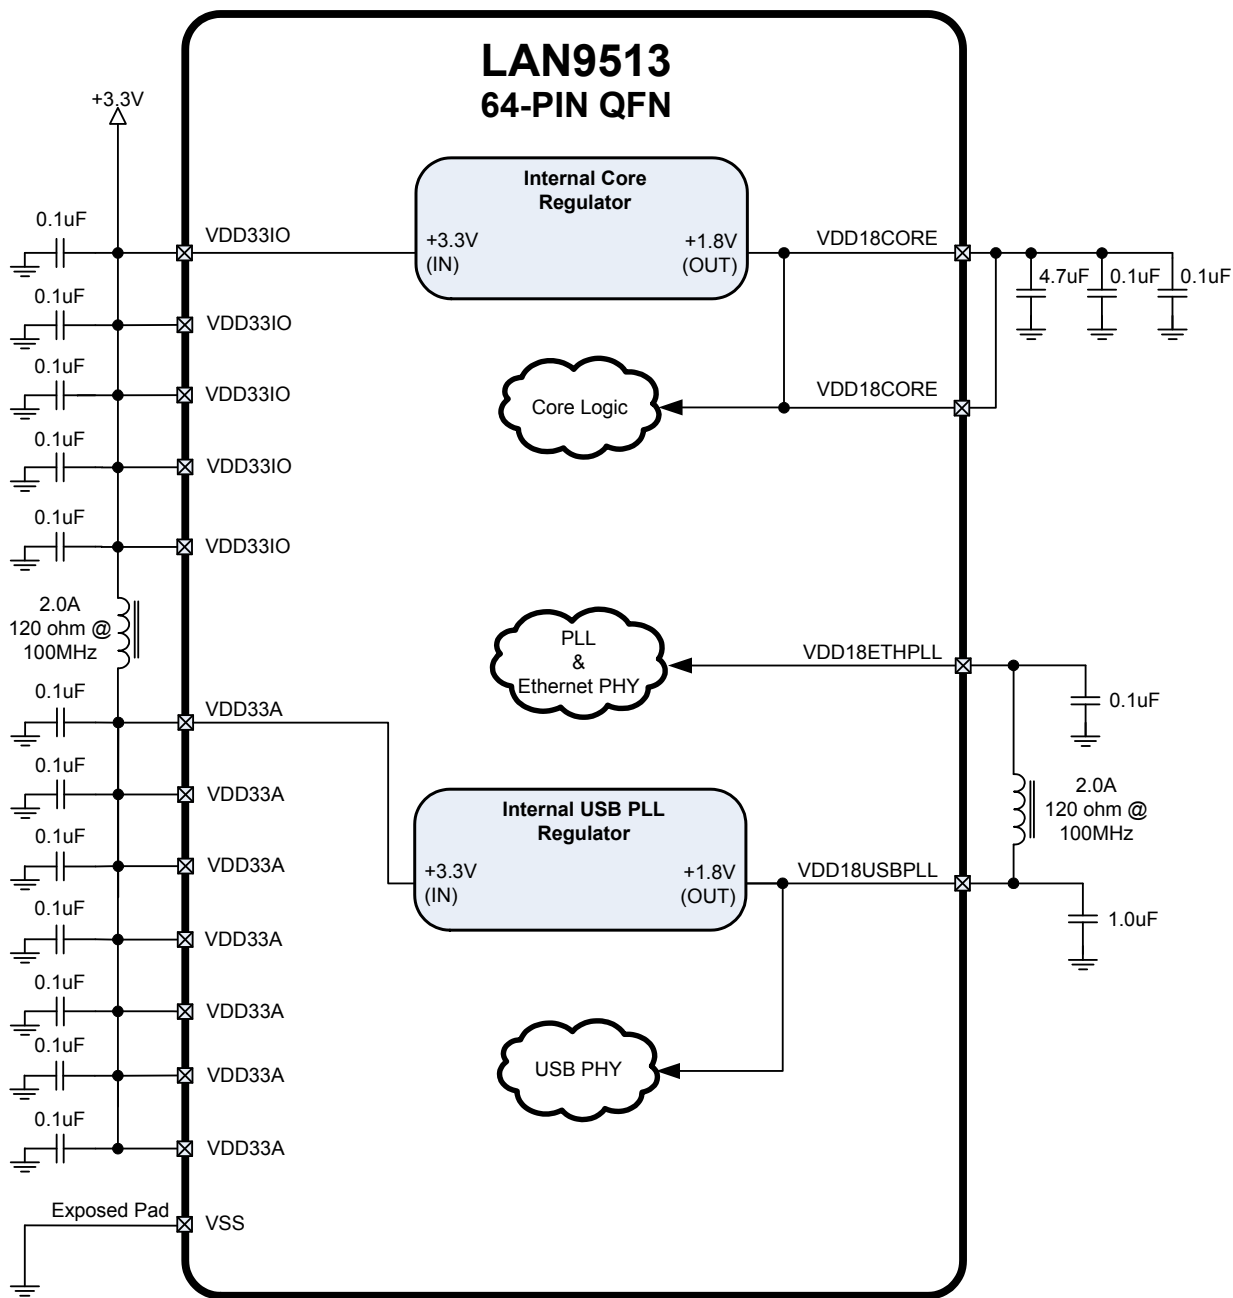 LAN9513
64-PIN QFN
+3.3V
Internal Core
Regulator
+3.3V
(IN)
+1.8V
(OUT)
0.1uF
VDD33IO
VDD18CORE
4.7uF
0.1uF
0.1uF
0.1uF
VDD33IO
0.1uF
VDD33IO
Core Logic
VDD18CORE
0.1uF
VDD33IO
0.1uF
VDD33IO
2.0A
120 ohm @
100MHz
PLL
&
Ethernet PHY
VDD18ETHPLL
0.1uF
0.1uF
VDD33A
0.1uF
VDD33A
2.0A
120 ohm @
100MHz
Internal USB PLL
Regulator
+3.3V
(IN)
+1.8V
(OUT)
0.1uF
VDD33A
VDD18USBPLL
1.0uF
0.1uF
VDD33A
0.1uF
VDD33A
0.1uF
VDD33A
USB PHY
0.1uF
VDD33A
Exposed Pad
VSS